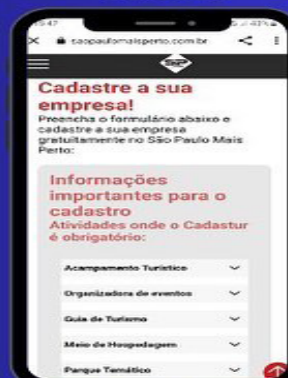 saopaulomaisperto.com.br
Cadastre a sua
empresa!
Preencha o formulário abaixo e
cadastre a sua empresa
gratuitamente no São Paulo Mais
Perto:
Informações
importantes para o
cadastro
Atividades onde o Cadastur
é obrigatório:
Acampamento Turístico
Organizadora de eventos
Guia de Turismo
Meio de Hospedagem
Parque Temático